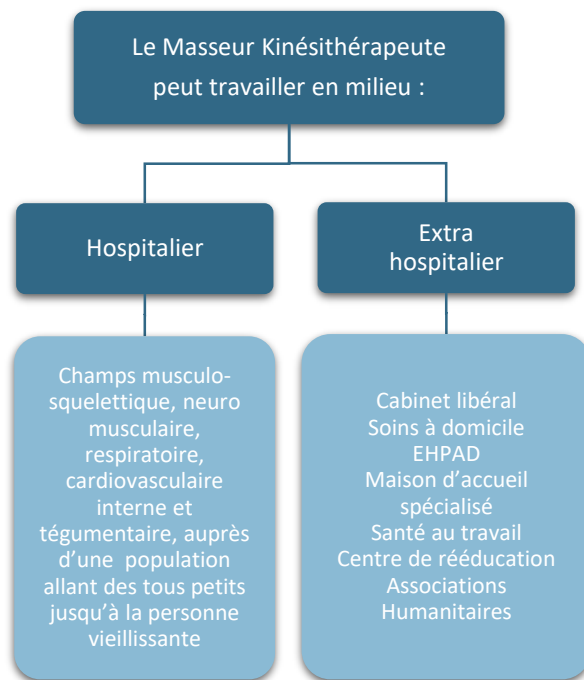 Le Masseur Kinésithérapeute
peut travailler en milieu :
Hospitalier
Extra
hospitalier
Champs musculo-
squelettique, neuro
musculaire,
respiratoire,
cardiovasculaire
interne et
tégumentaire, auprès
d’une population
allant des tous petits
jusqu’à la personne
vieillissante
Cabinet libéral
Soins à domicile
EHPAD
Maison d’accueil
spécialisé
Santé au travail
Centre de rééducation
Associations
Humanitaires